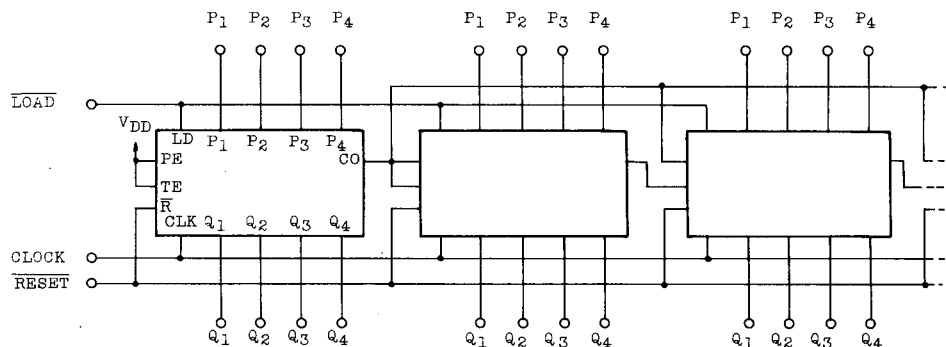 P1 P2 P3 P4 P1 P2 P3 P4 P1 P2 P3 P4
LOAD
VDD
LD P1 P2 P3 P4
PE CO
TE
R
CLK Q1 Q2 Q3 Q4
CLOCK
RESET
Q1 Q2 Q3 Q4 Q1 Q2 Q3 Q4 Q1 Q2 Q3 Q4